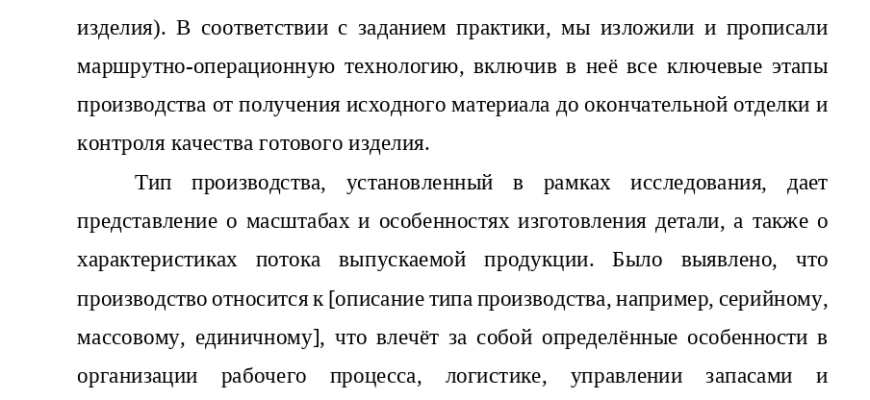 изделия). В соответствии с заданием практики, мы изложили и прописали
маршрутно-операционную технологию, включив в неё все ключевые этапы
производства от получения исходного материала до окончательной отделки и
контроля качества готового изделия.
Тип производства, установленный в рамках исследования, дает
представление о масштабах и особенностях изготовления детали, а также о
характеристиках потока выпускаемой продукции. Было выявлено, что
производство относится к [описание типа производства, например, серийному,
массовому, единичному], что влечёт за собой определённые особенности в
организации рабочего процесса, логистике, управлении запасами и